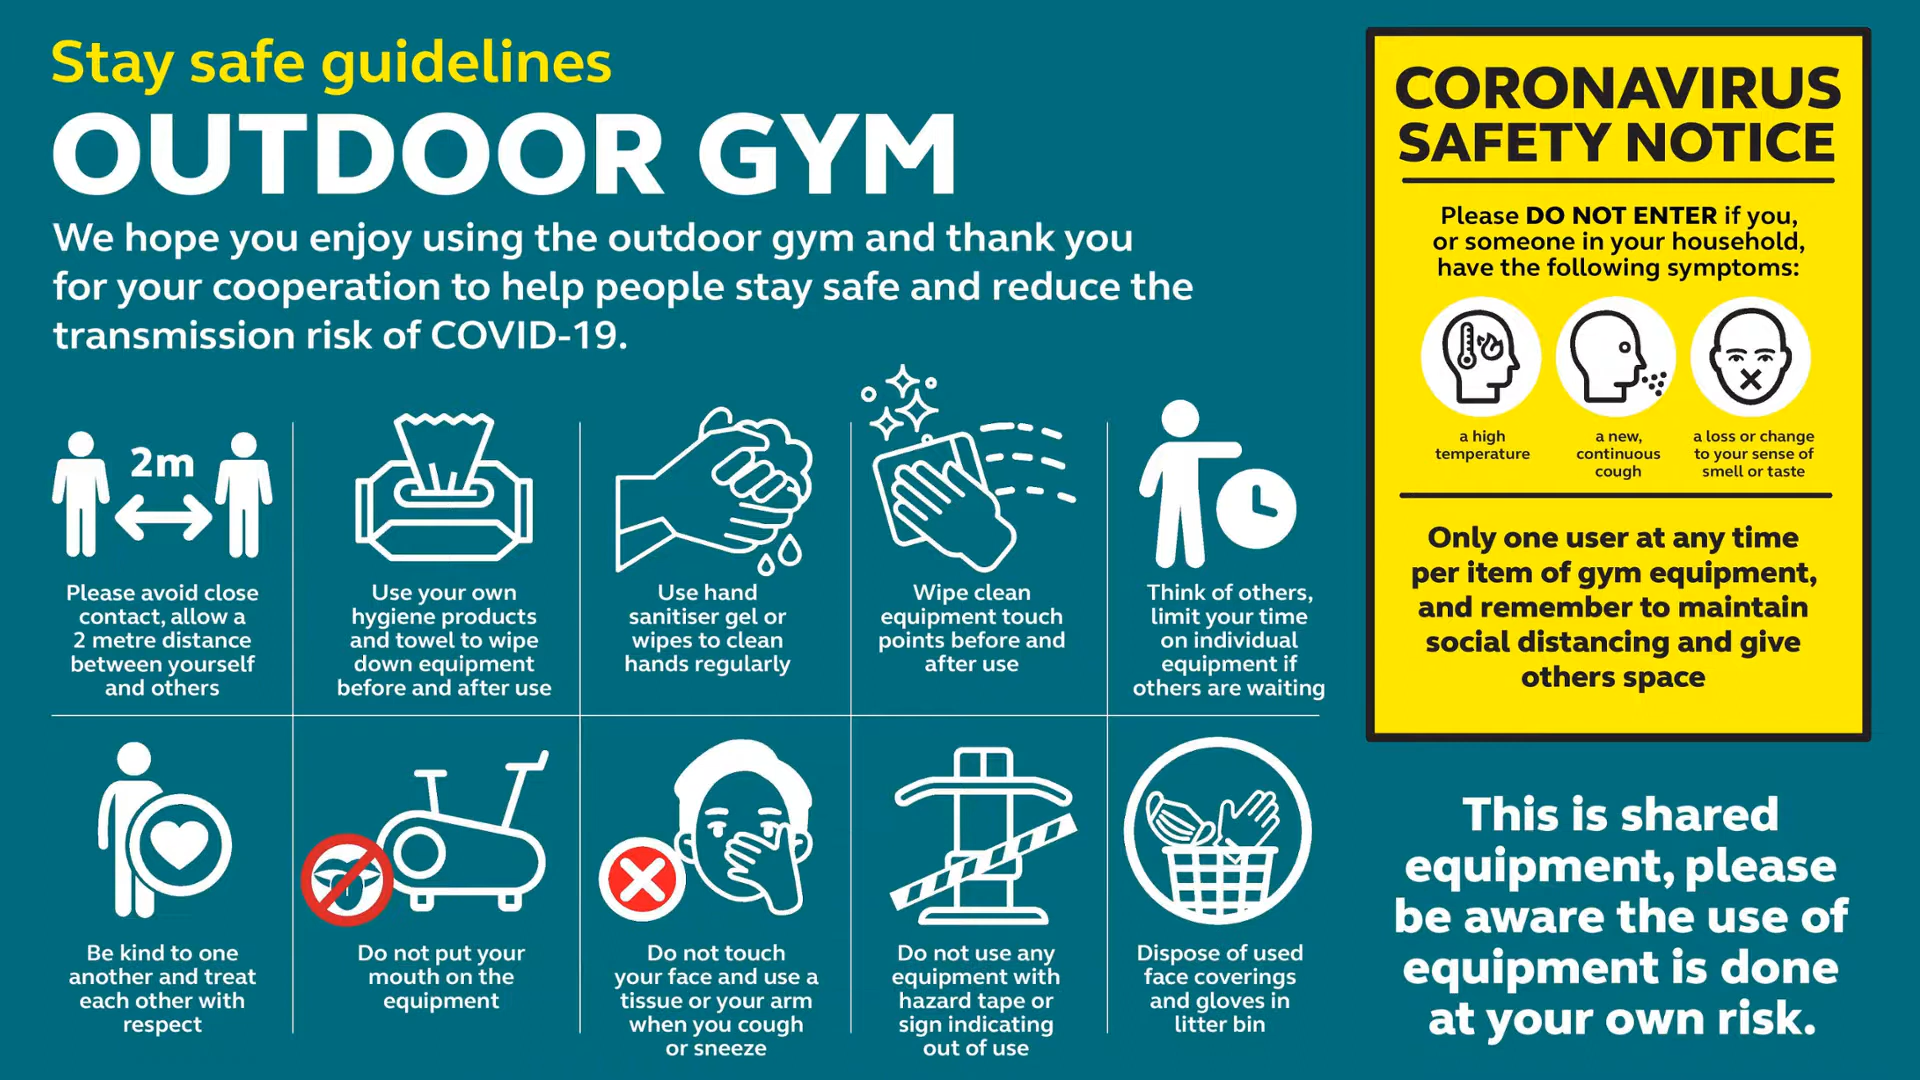 Stay safe guidelines
OUTDOOR GYM
We hope you enjoy using the outdoor gym and thank you
for your cooperation to help people stay safe and reduce the
transmission risk of COVID-19.
2m
Please avoid close
contact, allow a
2 metre distance
between yourself
and others
Use your own
hygiene products
and towel to wipe
down equipment
before and after use
Use hand
sanitiser gel or
wipes to clean
hands regularly
Wipe clean
equipment touch
points before and
after use
Think of others,
limit your time
on individual
equipment if
others are waiting
Be kind to one
another and treat
each other with
respect
Do not put your
mouth on the
equipment
Do not touch
your face and use a
tissue or your arm
when you cough
or sneeze
Do not use any
equipment with
hazard tape or
sign indicating
out of use
Dispose of used
face coverings
and gloves in
litter bin
CORONAVIRUS
SAFETY NOTICE
Please DO NOT ENTER if you,
or someone in your household,
have the following symptoms:
a high
temperature
a new,
continuous
cough
a loss or change
to your sense of
smell or taste
Only one user at any time
per item of gym equipment,
and remember to maintain
social distancing and give
others space
This is shared
equipment, please
be aware the use of
equipment is done
at your own risk.